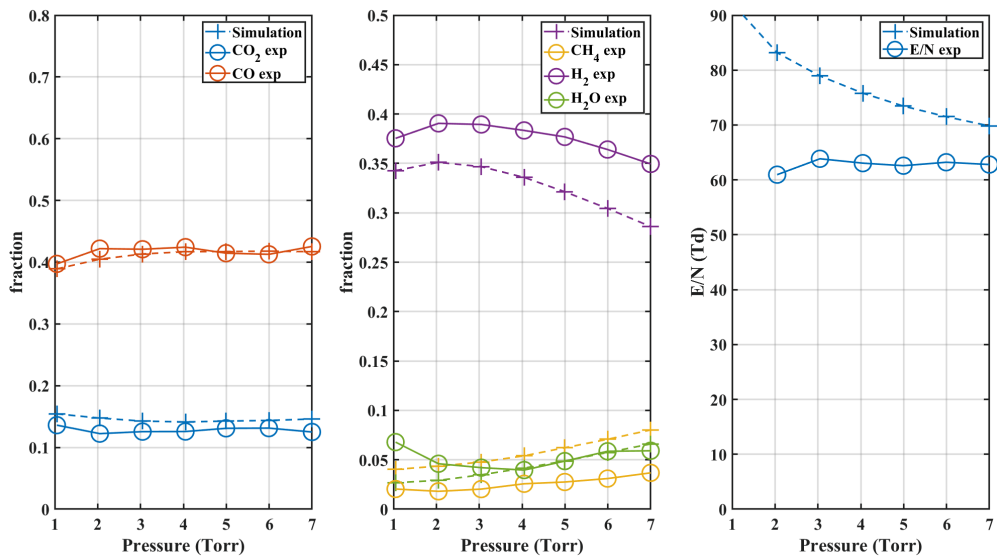 0.8
0.7
0.6
0.5
0.4
0.3
0.2
0.1
0
fraction
1 2 3 4 5 6 7
Pressure (Torr)
Simulation
CO2 exp
CO exp
0.5
0.45
0.4
0.35
0.3
0.25
0.2
0.15
0.1
0.05
0
fraction
1 2 3 4 5 6 7
Pressure (Torr)
Simulation
CH4 exp
H2 exp
H2O exp
90
80
70
60
50
40
30
20
10
0
E/N (Td)
1 2 3 4 5 6 7
Pressure (Torr)
Simulation
E/N exp